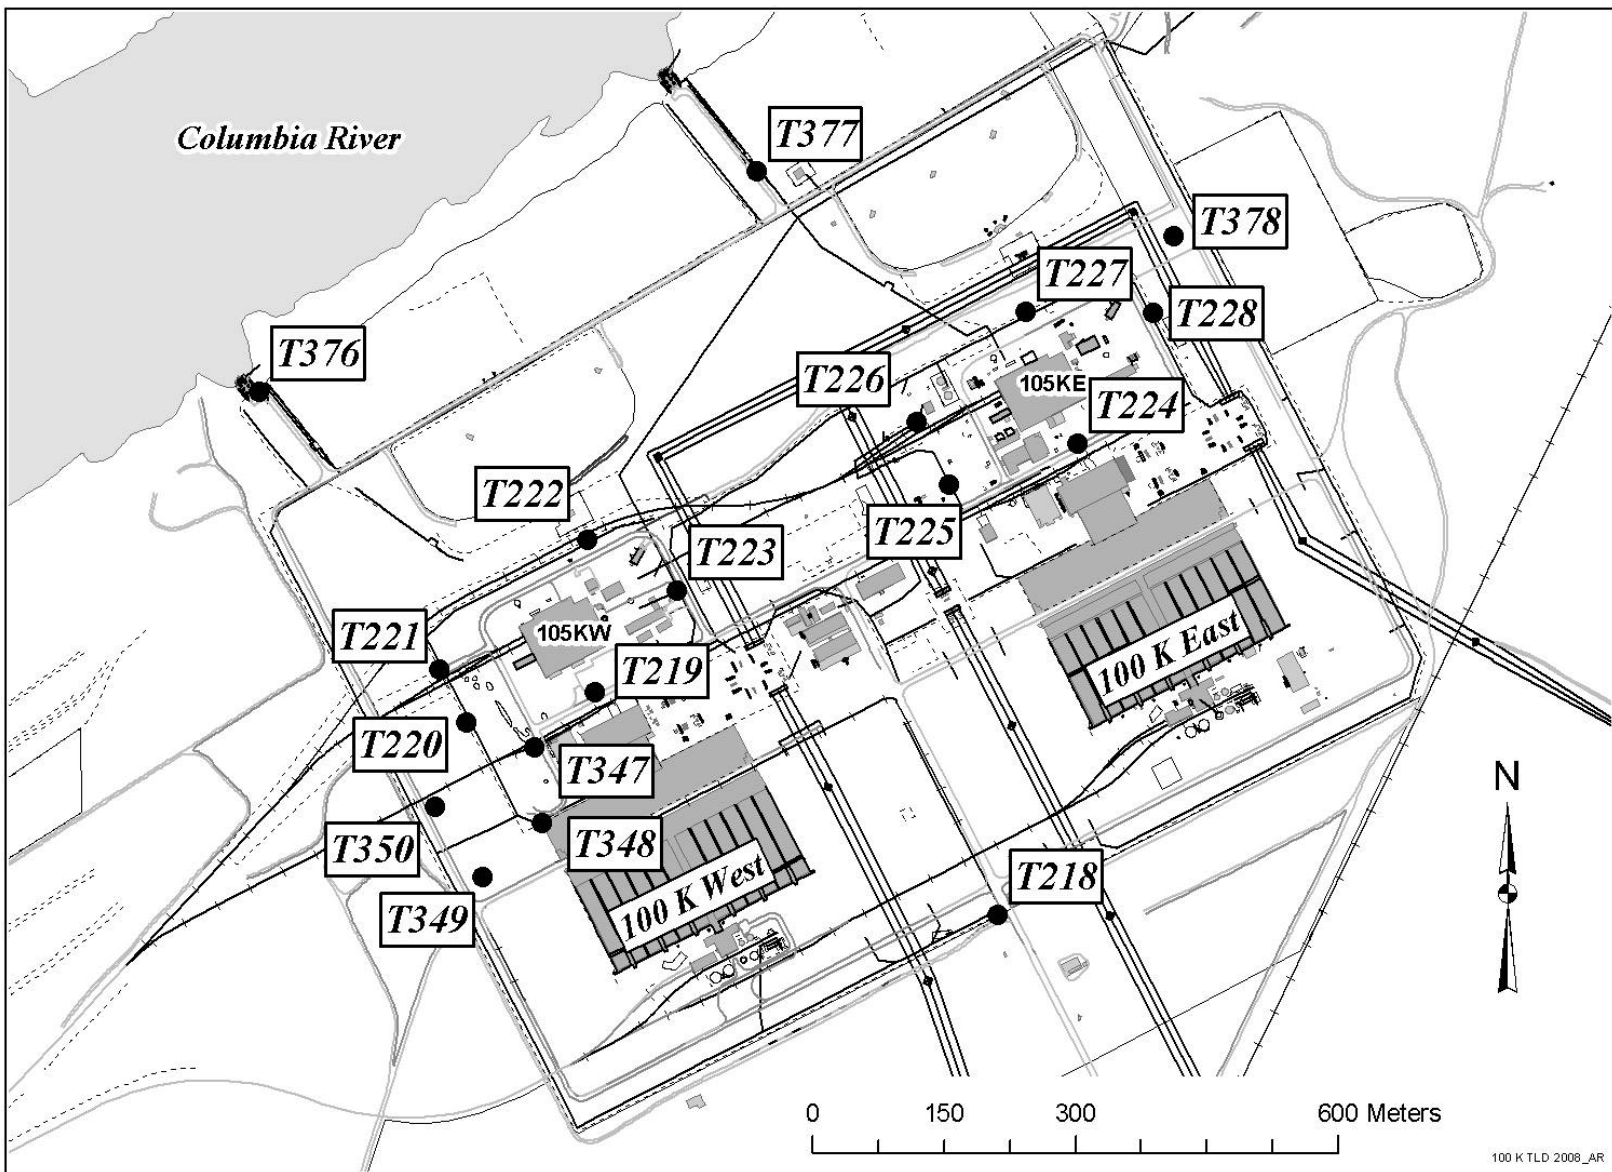 Columbia River
T377
T378
T227
T228
T376
T226
105KE
T224
T222
T225
T223
105KW
T221
T219
100 K East
T220
T347
T350
T348
100 K West
T349
T218
N
0 150 300 600 Meters
100 K TLD 2008_AR